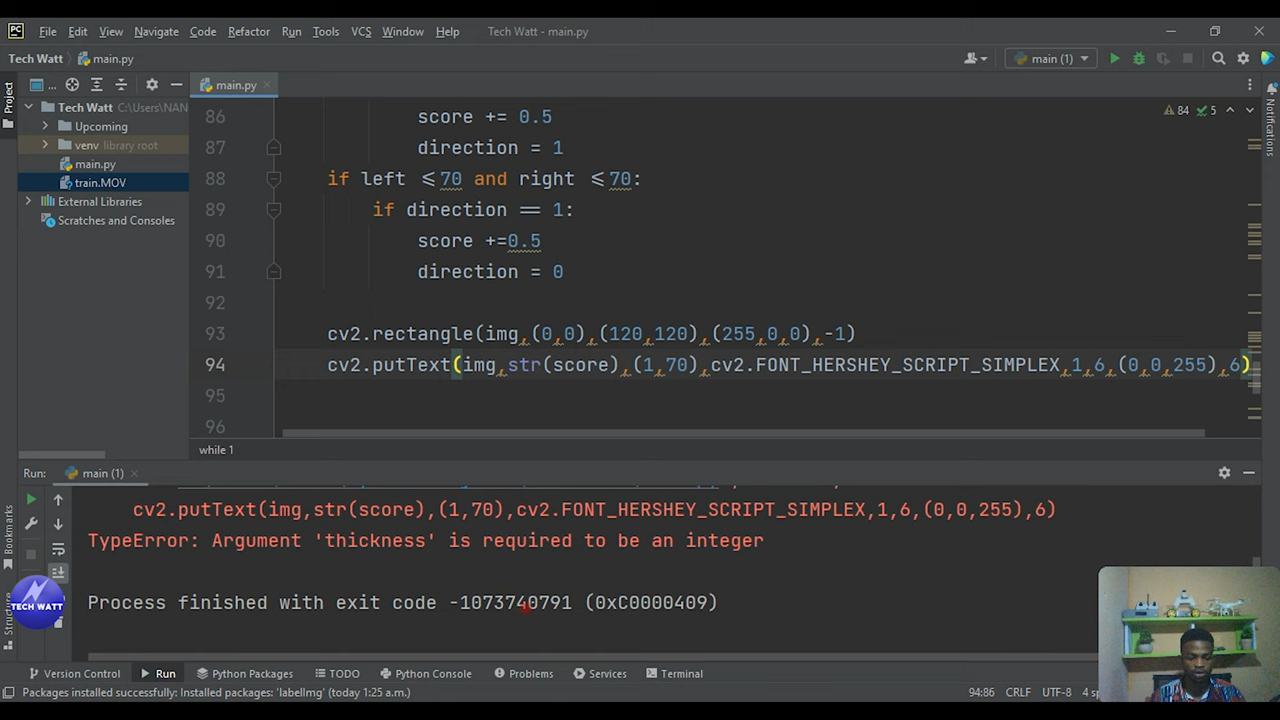 PC File Edit View Navigate Code Refactor Run Tools VCS Window Help Tech Watt - main.py
Tech Watt main.py main (1)
Project ... main.py
Tech Watt C:\Users\NAN
Upcoming
venv library root
main.py
train.MOV
External Libraries
Scratches and Consoles
84 5
Notifications
86 score += 0.5
87 direction = 1
88 if left <=70 and right <=70:
89 if direction == 1:
90 score +=0.5
91 direction = 0
92
93 cv2.rectangle(img,(0,0),(120,120),(255,0,0),-1)
94 cv2.putText(img,str(score),(1,70),cv2.FONT_HERSHEY_SCRIPT_SIMPLEX,1,6,(0,0,255),6)
95
96
while 1
Run: main (1)
cv2.putText(img,str(score),(1,70),cv2.FONT_HERSHEY_SCRIPT_SIMPLEX,1,6,(0,0,255),6)
TypeError: Argument 'thickness' is required to be an integer
Process finished with exit code -1073740791 (0xC0000409)
Bookmarks
Structure
TECH WATT
Version Control Run Python Packages TODO Python Console Problems Services Terminal
Packages installed successfully: Installed packages: 'labelImg' (today 1:25 a.m.) 94:86 CRLF UTF-8 4